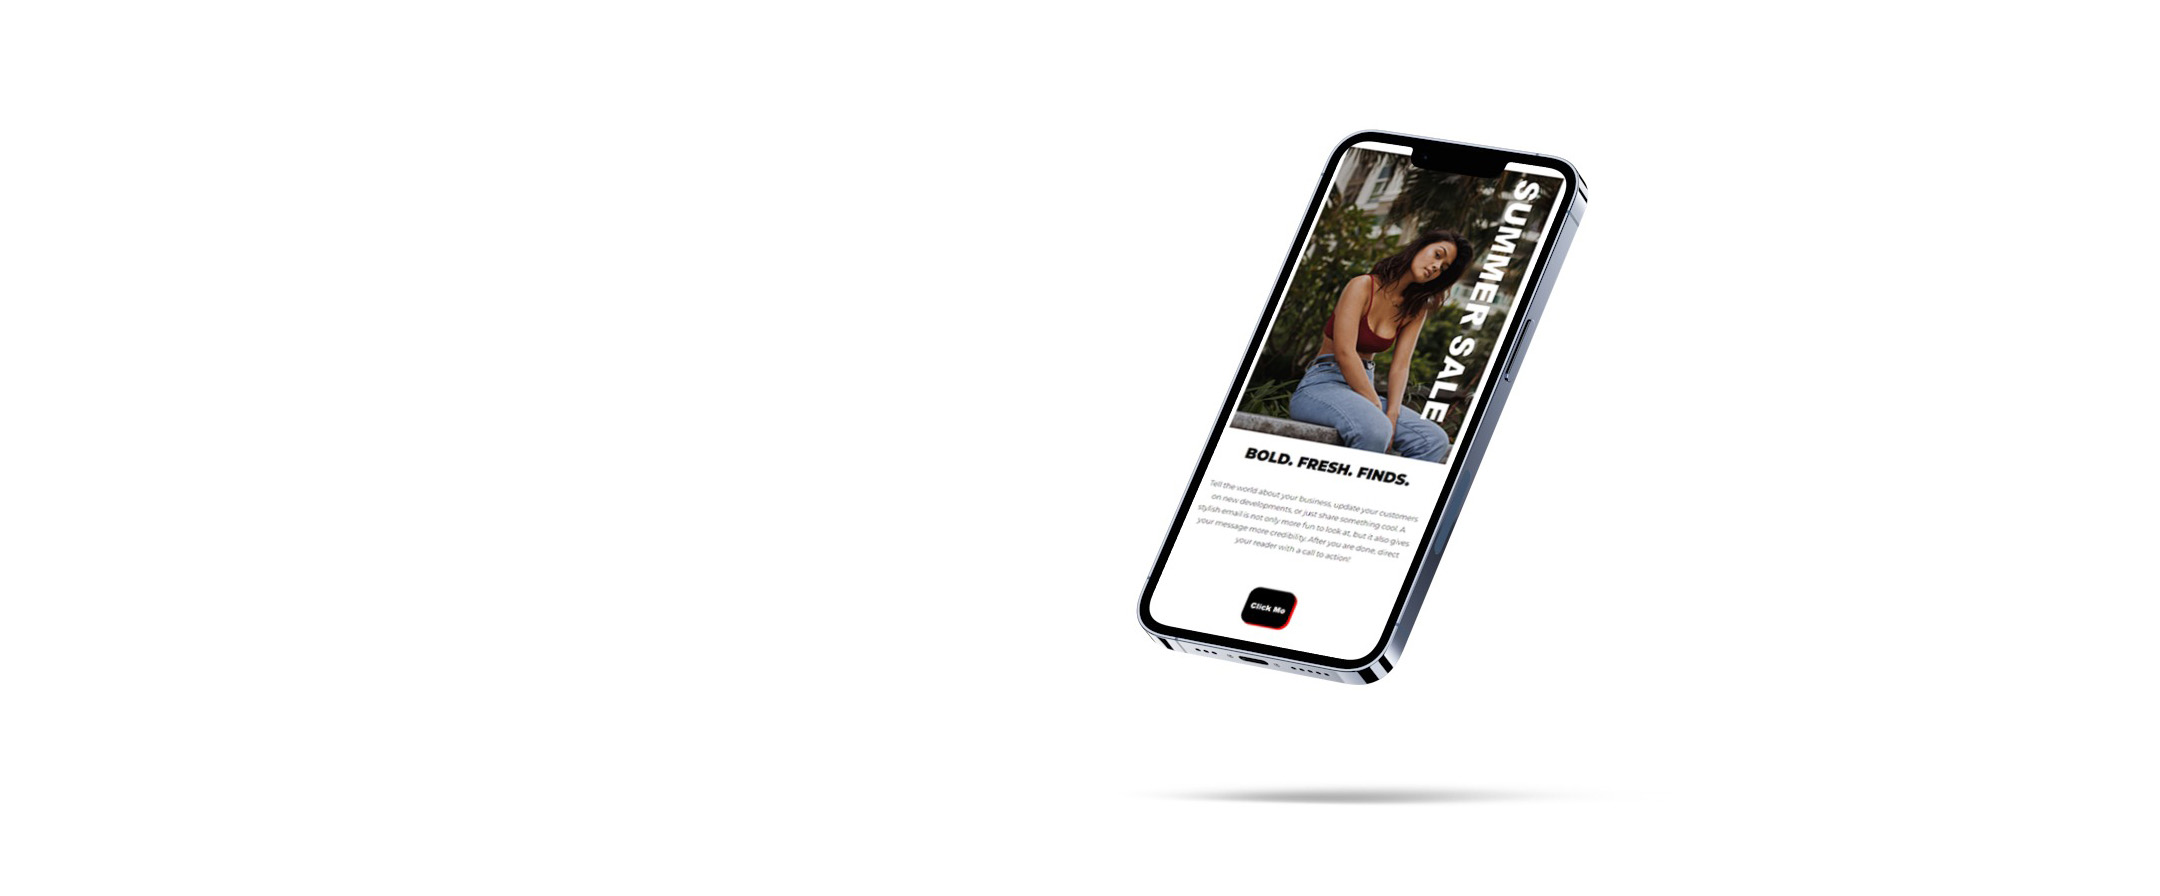 SUMMER SALE
BOLD. FRESH. FINDS.
Tell the world about your business, update your customers
on new developments, or just share something cool. A
stylish email is not only more fun to look at, but it also gives
your message more credibility. After you are done, direct
your reader with a call to action!
Click Me